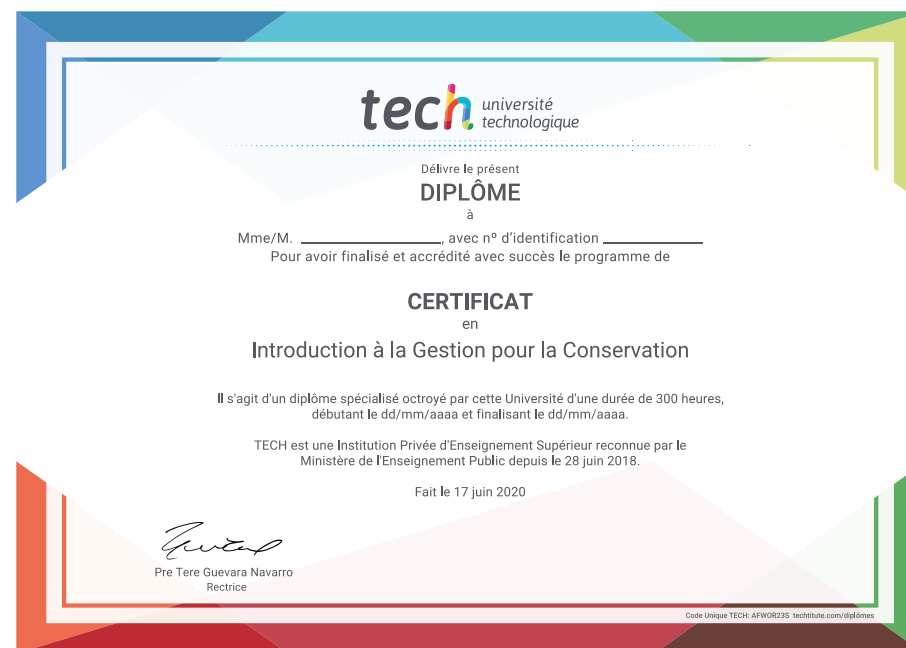 tech université
technologique
Délivre le présent
DIPLÔME
à
Mme/M. ____________________, avec nº d'identification ______________
Pour avoir finalisé et accrédité avec succès le programme de
CERTIFICAT
en
Introduction à la Gestion pour la Conservation
Il s'agit d'un diplôme spécialisé octroyé par cette Université d'une durée de 300 heures,
débutant le dd/mm/aaaa et finalisant le dd/mm/aaaa.
TECH est une Institution Privée d'Enseignement Supérieur reconnue par le
Ministère de l'Enseignement Public depuis le 28 juin 2018.
Fait le 17 juin 2020
Pre Tere Guevara Navarro
Rectrice
Code Unique TECH: AFWOR23S techtitute.com/diplômes